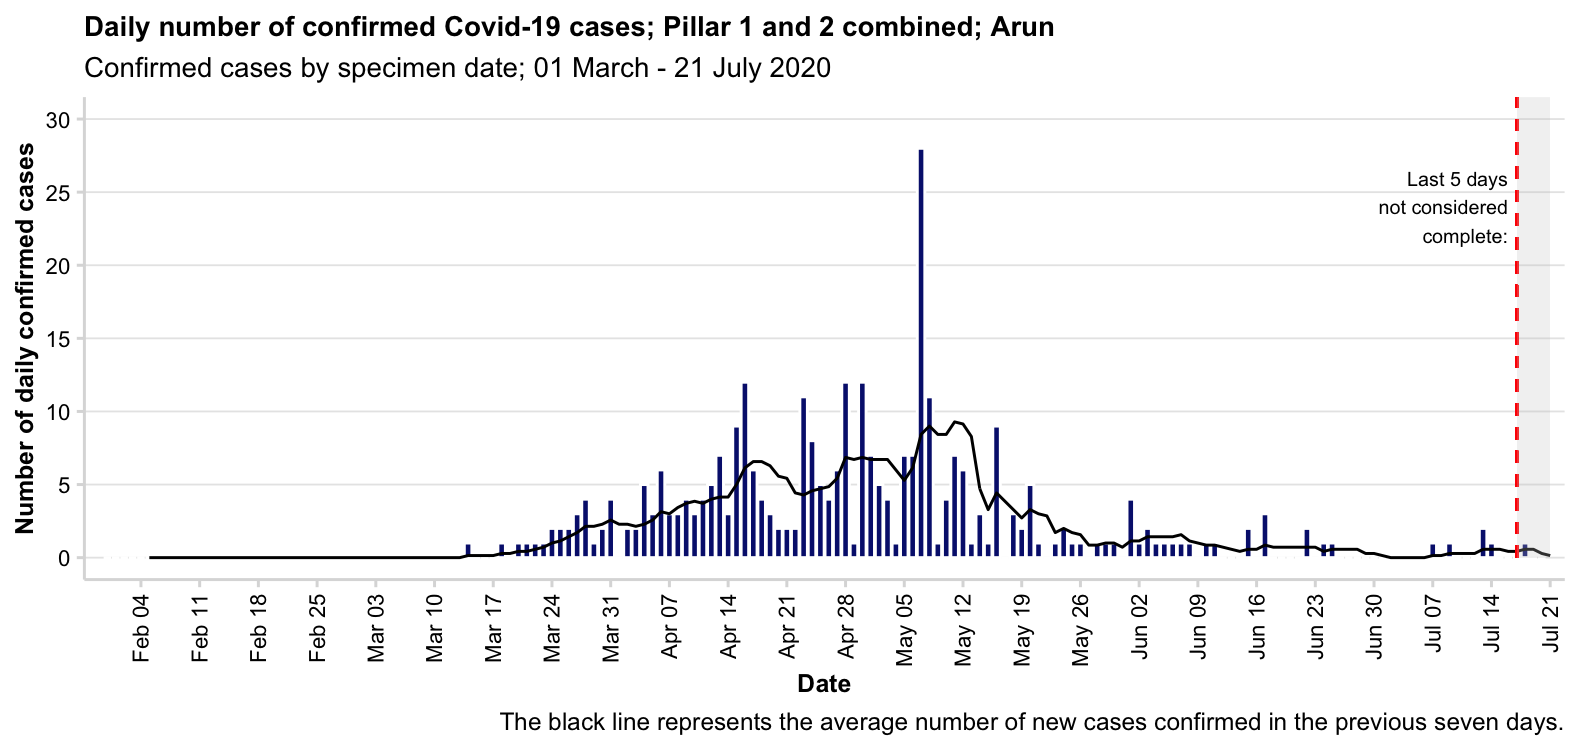 Daily number of confirmed Covid-19 cases; Pillar 1 and 2 combined; Arun
Confirmed cases by specimen date; 01 March - 21 July 2020
Number of daily confirmed cases
30
25
20
15
10
5
0
Last 5 days
not considered
complete:
Feb 04
Feb 11
Feb 18
Feb 25
Mar 03
Mar 10
Mar 17
Mar 24
Mar 31
Apr 07
Apr 14
Apr 21
Apr 28
May 05
May 12
May 19
May 26
Jun 02
Jun 09
Jun 16
Jun 23
Jun 30
Jul 07
Jul 14
Jul 21
Date
The black line represents the average number of new cases confirmed in the previous seven days.